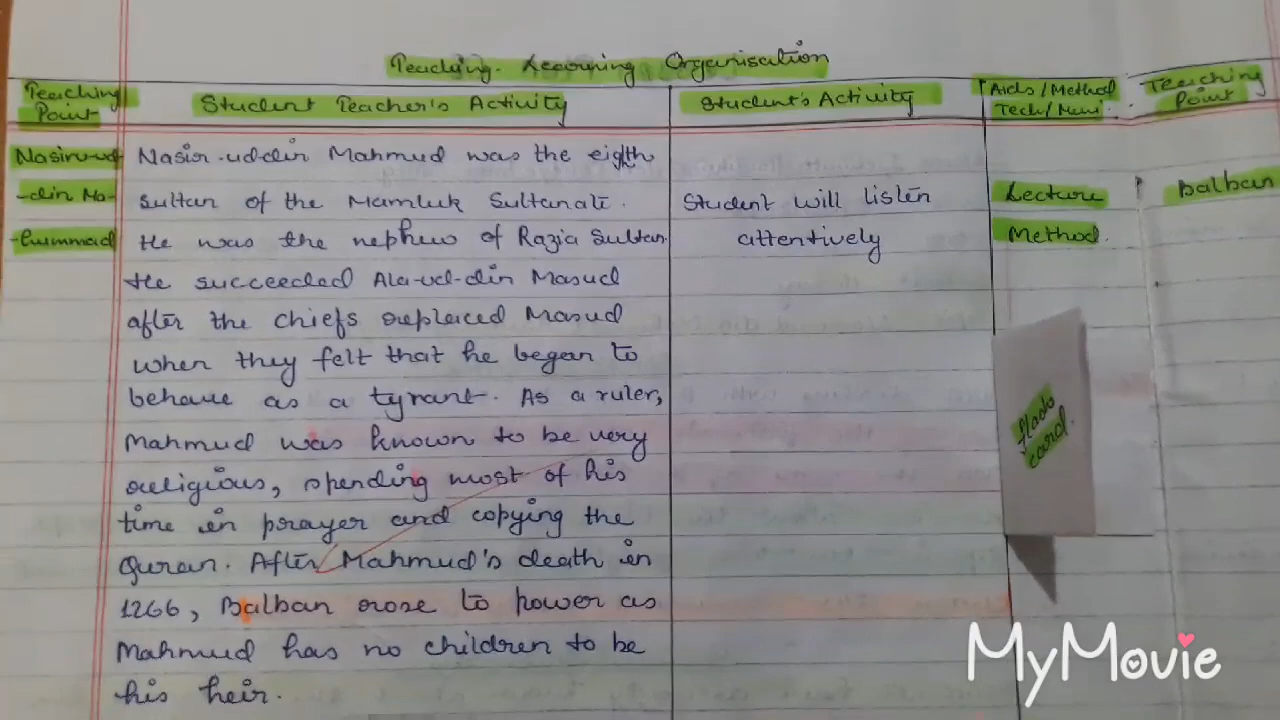 Teaching. Learning Organisation
Teaching Point
Student Teacher's Activity
Student's Activity
Aids/Method
Tech/Mani.
Teaching Point
Nasiru-ud
-din Ma-
-hummad
Nasir-ud-din Mahmud was the eigth
sultan of the Mamluk Sultanate.
He was the nephew of Razia Sultan.
He succeeded Ala-ud-din Masud
after the chiefs replaced Masud
when they felt that he began to
behave as a tyrant. As a ruler,
Mahmud was known to be very
religious, spending most of his
time in prayer and copying the
Quran. After Mahmud's death in
1266, Balban rose to power as
Mahmud has no children to be
his heir.
Student will listen
attentively
Lecture
Method.
flash
card.
Balban
MyMovie